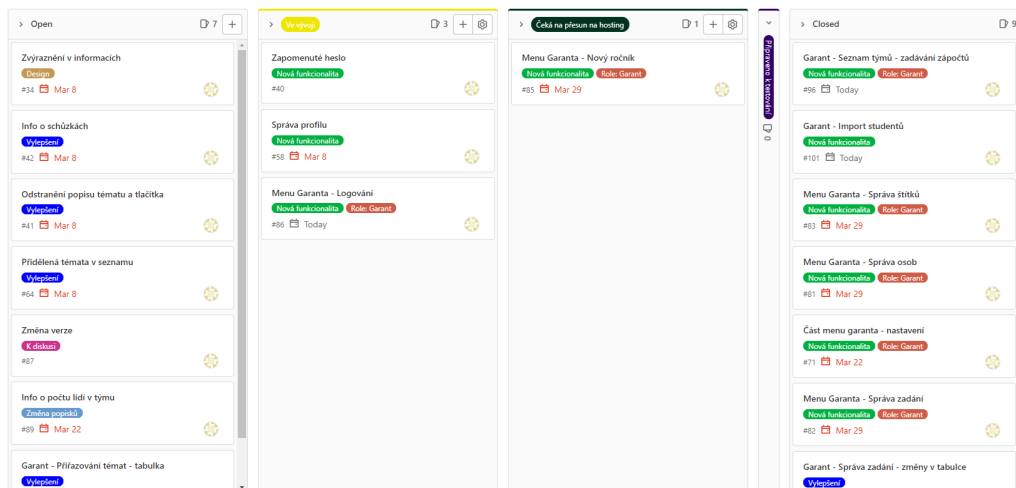 Open
7
Zvýraznění v informacích
Design
#34 Mar 8
Info o schůzkách
Vylepšení
#42 Mar 8
Odstranění popisu tématu a tlačítka
Vylepšení
#41 Mar 8
Přidělená témata v seznamu
Vylepšení
#64 Mar 8
Změna verze
K diskusi
#87
Info o počtu lidí v týmu
Změna popisků
#89 Mar 22
Garant - Přiřazování témat - tabulka
Vylepšení
Ve vývoji
3
Zapomenuté heslo
Nová funkcionalita
#40
Správa profilu
Nová funkcionalita
#58 Mar 8
Menu Garanta - Logování
Nová funkcionalita Role: Garant
#86 Today
Čeká na přesun na hosting
1
Menu Garanta - Nový ročník
Nová funkcionalita Role: Garant
#85 Mar 29
Připraveno k testování
0
Closed
9
Garant - Seznam týmů - zadávání zápočtů
Nová funkcionalita Role: Garant
#96 Today
Garant - Import studentů
Nová funkcionalita
#101 Today
Menu Garanta - Správa štítků
Nová funkcionalita Role: Garant
#83 Mar 29
Menu Garanta - Správa osob
Nová funkcionalita Role: Garant
#81 Mar 29
Část menu garanta - nastavení
Nová funkcionalita Role: Garant
#71 Mar 22
Menu Garanta - Správa zadání
Nová funkcionalita Role: Garant
#82 Mar 29
Garant - Správa zadání - změny v tabulce
Vylepšení